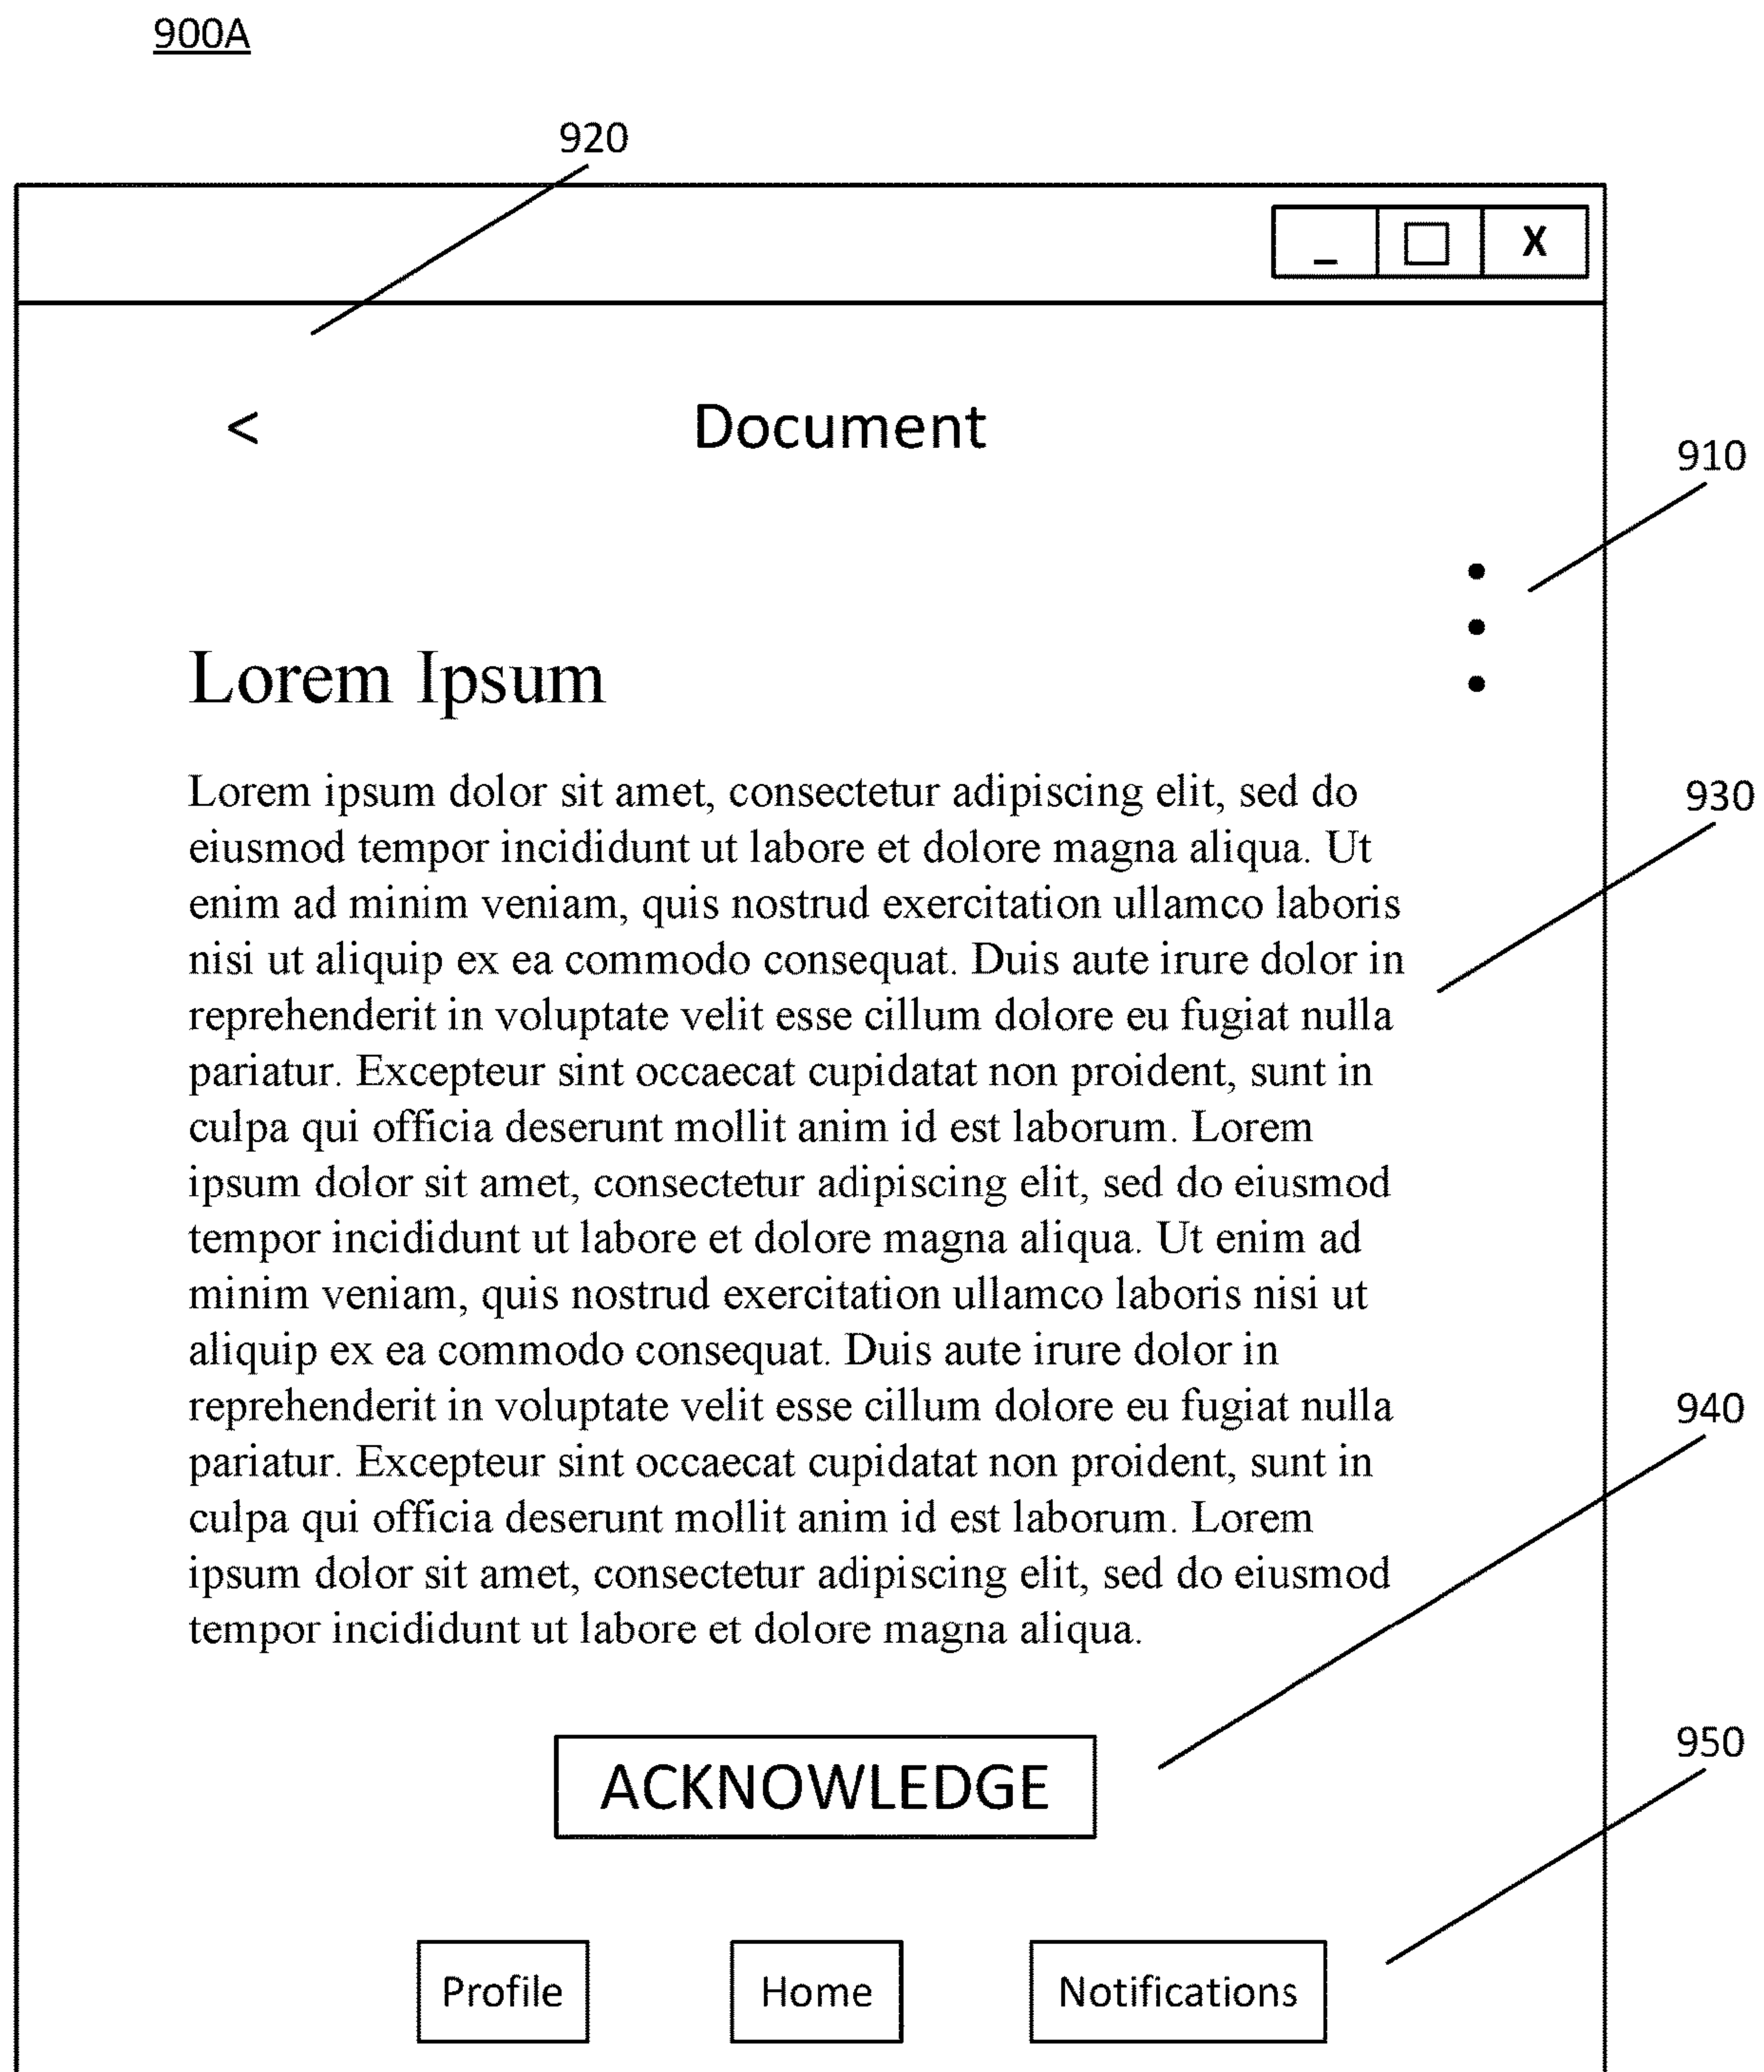 900A
920
_ □ X
< Document
910
Lorem Ipsum
930
Lorem ipsum dolor sit amet, consectetur adipiscing elit, sed do
eiusmod tempor incididunt ut labore et dolore magna aliqua. Ut
enim ad minim veniam, quis nostrud exercitation ullamco laboris
nisi ut aliquip ex ea commodo consequat. Duis aute irure dolor in
reprehenderit in voluptate velit esse cillum dolore eu fugiat nulla
pariatur. Excepteur sint occaecat cupidatat non proident, sunt in
culpa qui officia deserunt mollit anim id est laborum. Lorem
ipsum dolor sit amet, consectetur adipiscing elit, sed do eiusmod
tempor incididunt ut labore et dolore magna aliqua. Ut enim ad
minim veniam, quis nostrud exercitation ullamco laboris nisi ut
aliquip ex ea commodo consequat. Duis aute irure dolor in
reprehenderit in voluptate velit esse cillum dolore eu fugiat nulla
pariatur. Excepteur sint occaecat cupidatat non proident, sunt in
culpa qui officia deserunt mollit anim id est laborum. Lorem
ipsum dolor sit amet, consectetur adipiscing elit, sed do eiusmod
tempor incididunt ut labore et dolore magna aliqua.
940
ACKNOWLEDGE
950
Profile Home Notifications